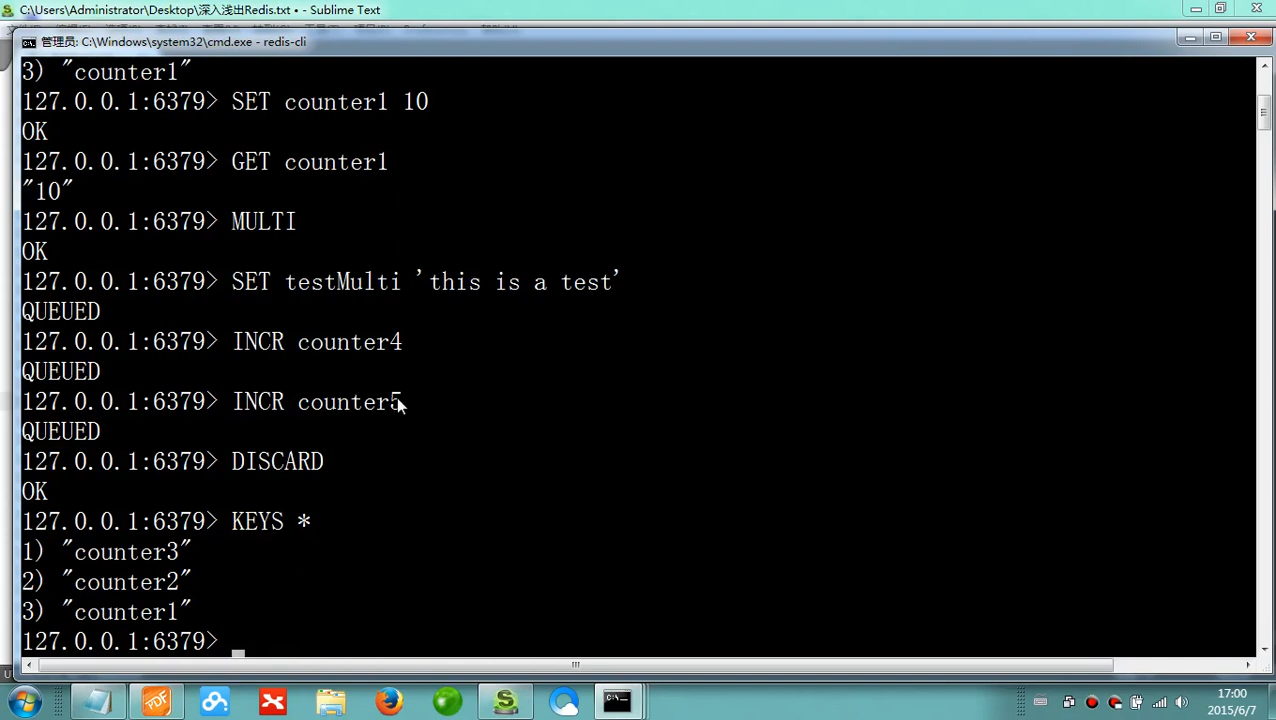 C:\Users\Administrator\Desktop\深入浅出Redis.txt • - Sublime Text
管理员: C:\Windows\system32\cmd.exe - redis-cli
3) "counter1"
127.0.0.1:6379> SET counter1 10
OK
127.0.0.1:6379> GET counter1
"10"
127.0.0.1:6379> MULTI
OK
127.0.0.1:6379> SET testMulti 'this is a test'
QUEUED
127.0.0.1:6379> INCR counter4
QUEUED
127.0.0.1:6379> INCR counter5
QUEUED
127.0.0.1:6379> DISCARD
OK
127.0.0.1:6379> KEYS *
1) "counter3"
2) "counter2"
3) "counter1"
127.0.0.1:6379>
PDF
17:00
2015/6/7